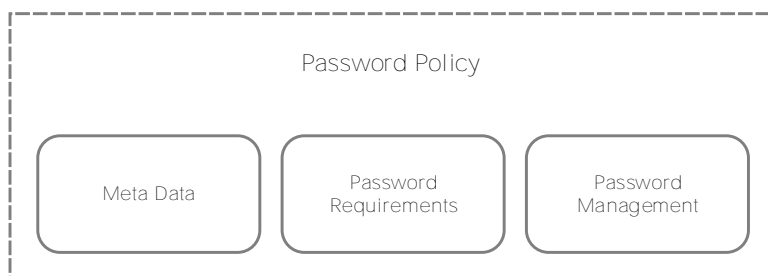 Password Policy
Meta Data
Password
Requirements
Password
Management